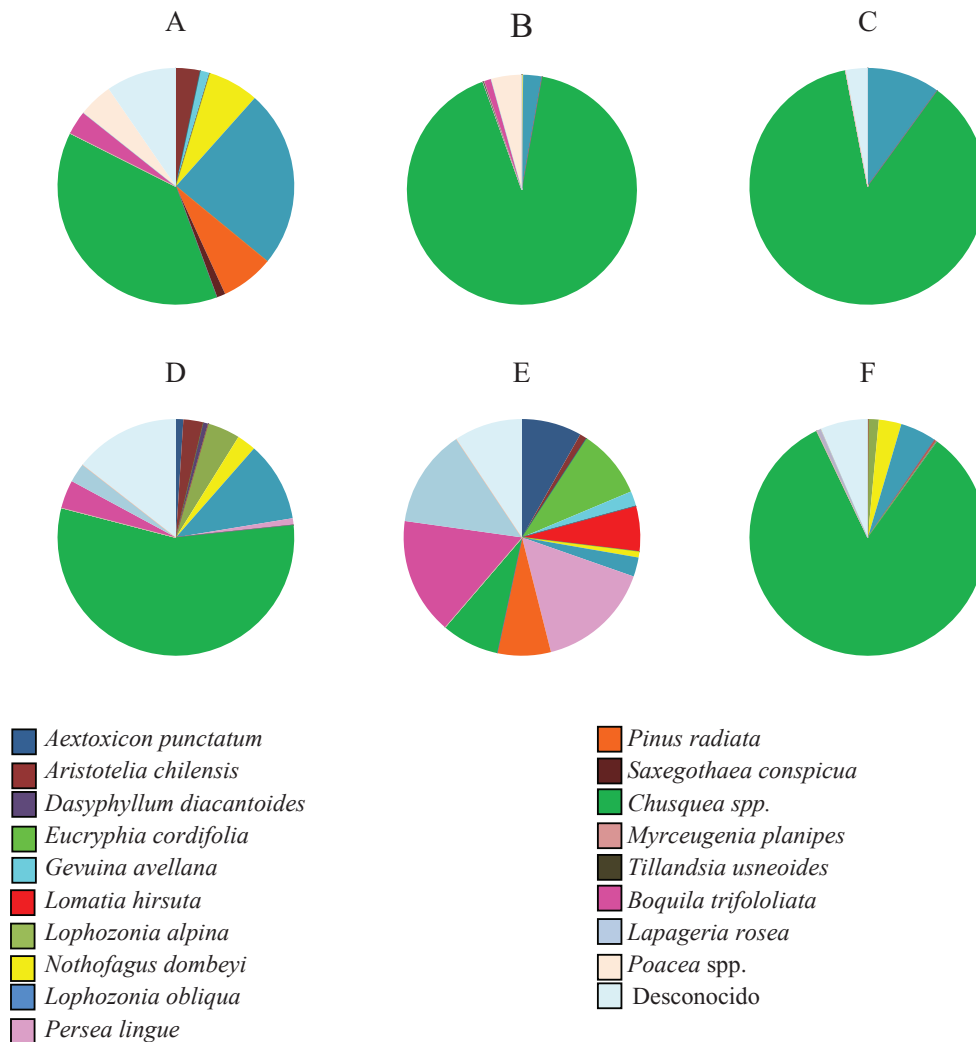 A
B
C
D
E
F
Aextoxicon punctatum
Aristotelia chilensis
Dasyphyllum diacantoides
Eucryphia cordifolia
Gevuina avellana
Lomatia hirsuta
Lophozonia alpina
Nothofagus dombeyi
Lophozonia obliqua
Persea lingue
Pinus radiata
Saxegothaea conspicua
Chusquea spp.
Myrceugenia planipes
Tillandsia usneoides
Boquila trifololiata
Lapageria rosea
Poacea spp.
Desconocido